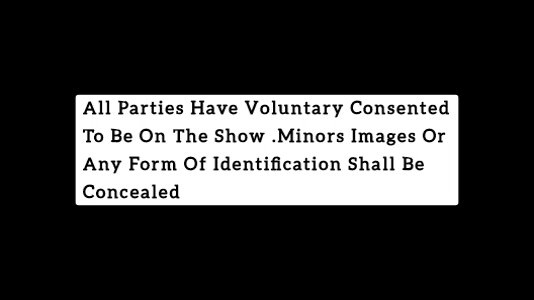 All Parties Have Voluntary Consented
To Be On The Show .Minors Images Or
Any Form Of Identification Shall Be
Concealed